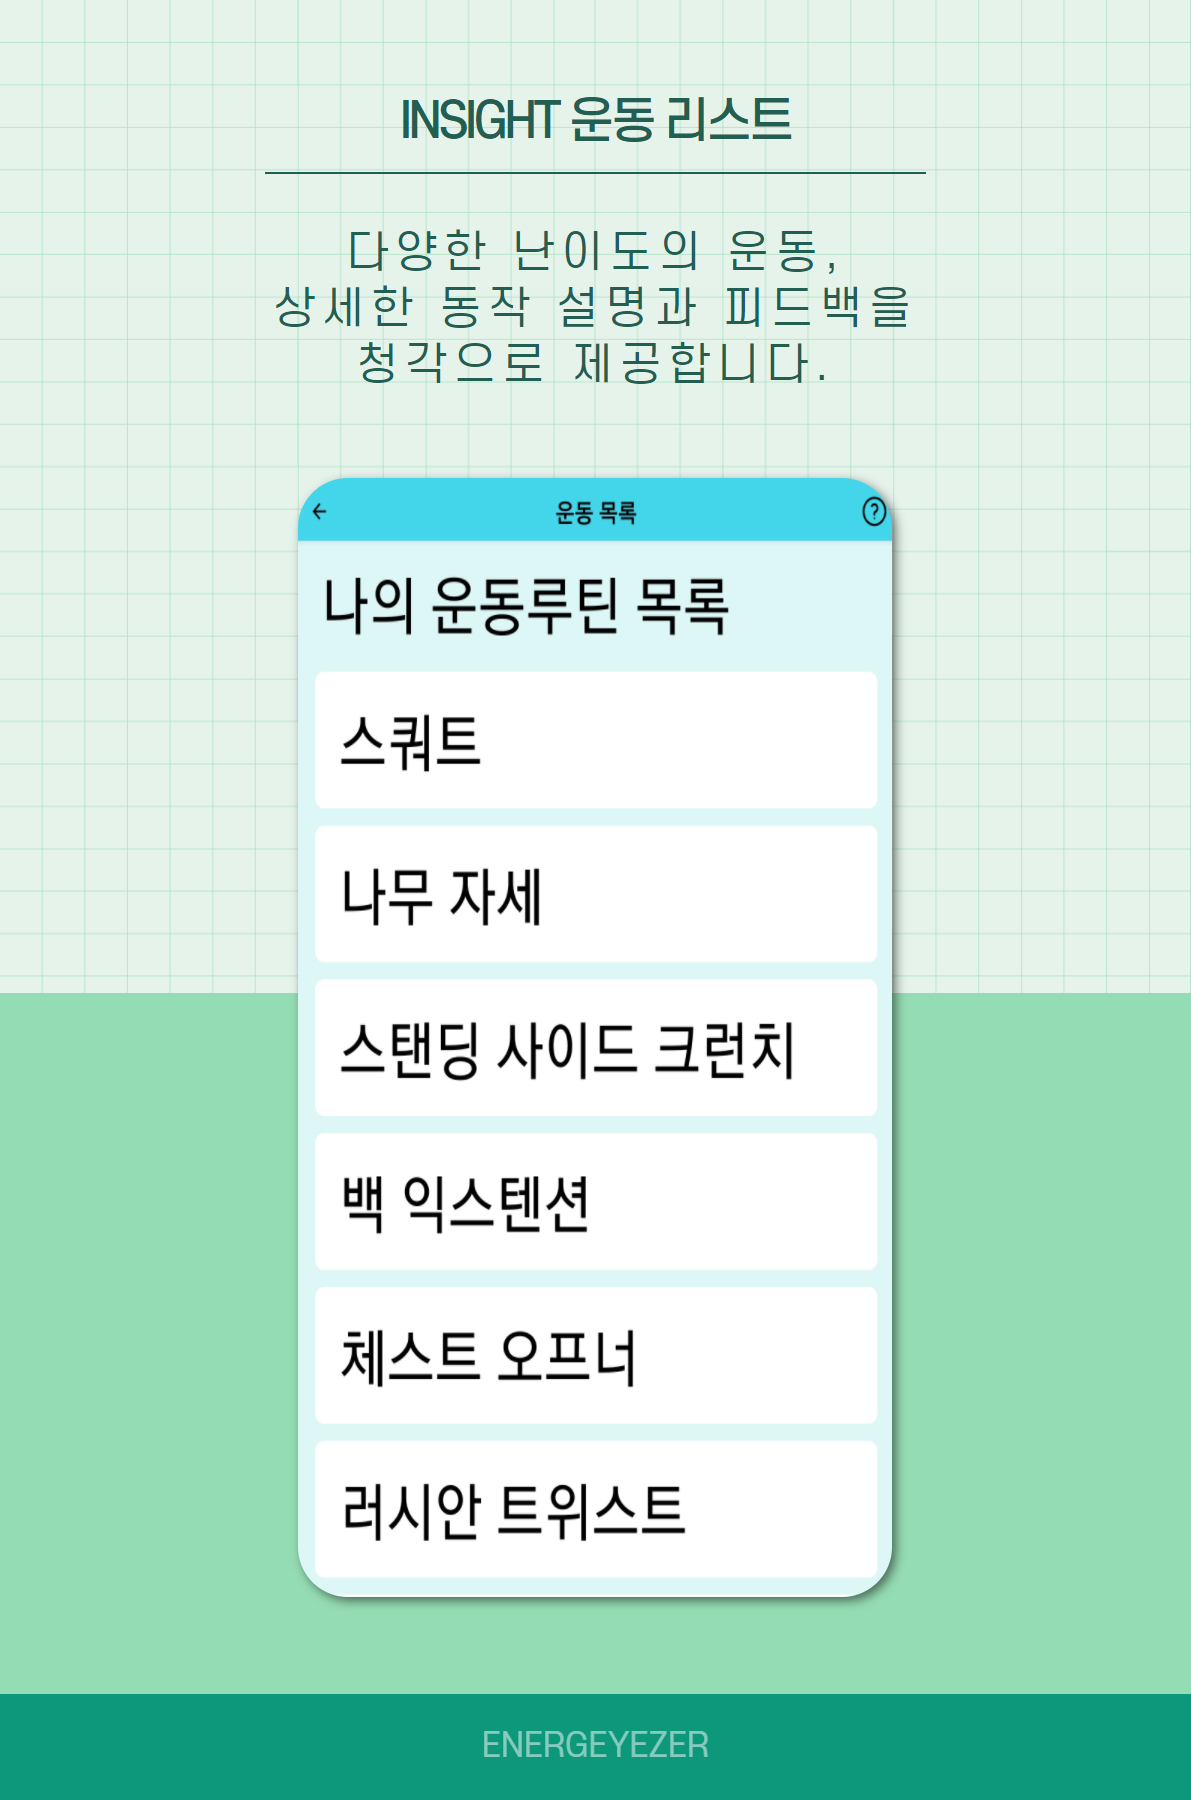 INSIGHT 운동 리스트
다양한 난이도의 운동,
상세한 동작 설명과 피드백을
청각으로 제공합니다.
운동 목록
?
나의 운동루틴 목록
스쿼트
나무 자세
스탠딩 사이드 크런치
백 익스텐션
체스트 오프너
러시안 트위스트
ENERGEYEZER